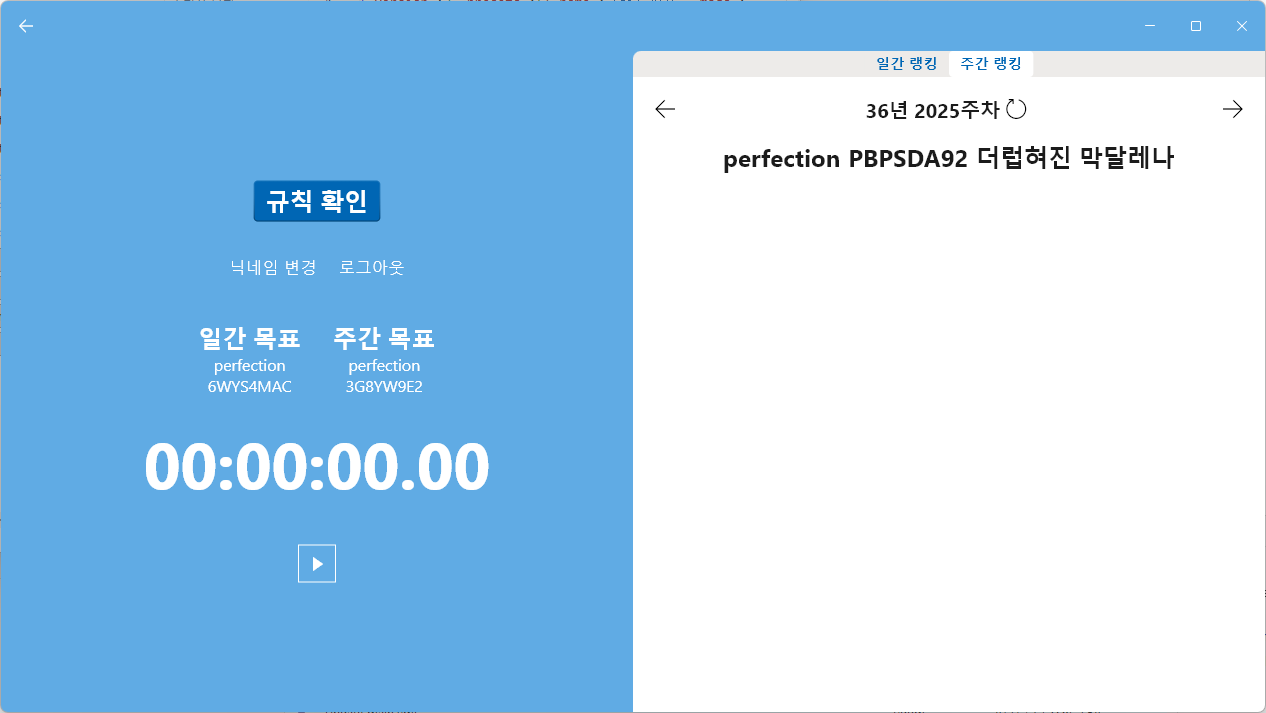 규칙 확인
닉네임 변경 로그아웃
일간 목표 주간 목표
perfection perfection
6WYS4MAC 3G8YW9E2
00:00:00.00
일간 랭킹 주간 랭킹
36년 2025주차
perfection PBPSDA92 더럽혀진 막달레나